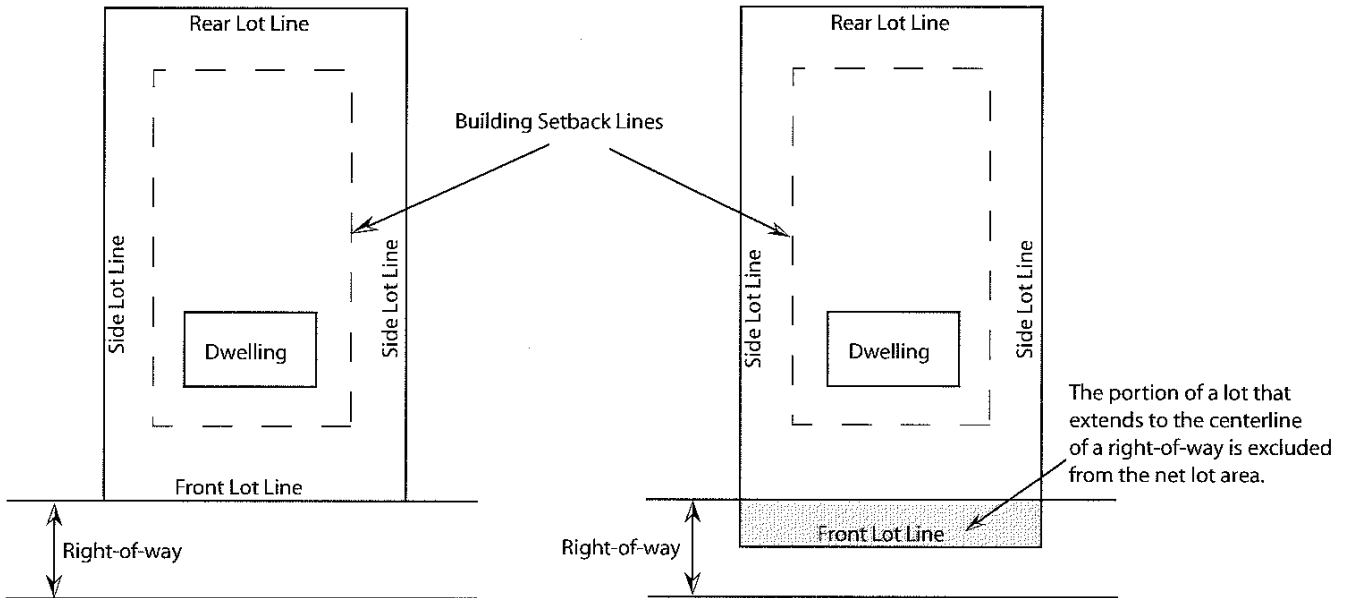 Rear Lot Line
Building Setback Lines
Side Lot Line
Side Lot Line
Dwelling
Front Lot Line
Right-of-way
Rear Lot Line
Side Lot Line
Side Lot Line
Dwelling
The portion of a lot that
extends to the centerline
of a right-of-way is excluded
from the net lot area.
Front Lot Line
Right-of-way